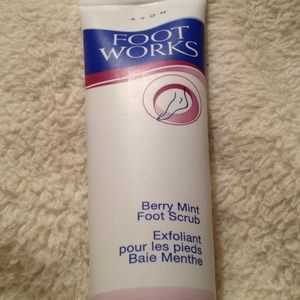 AVON
FOOT
WORKS
Berry Mint
Foot Scrub
Exfoliant
pour les pieds
Baie Menthe